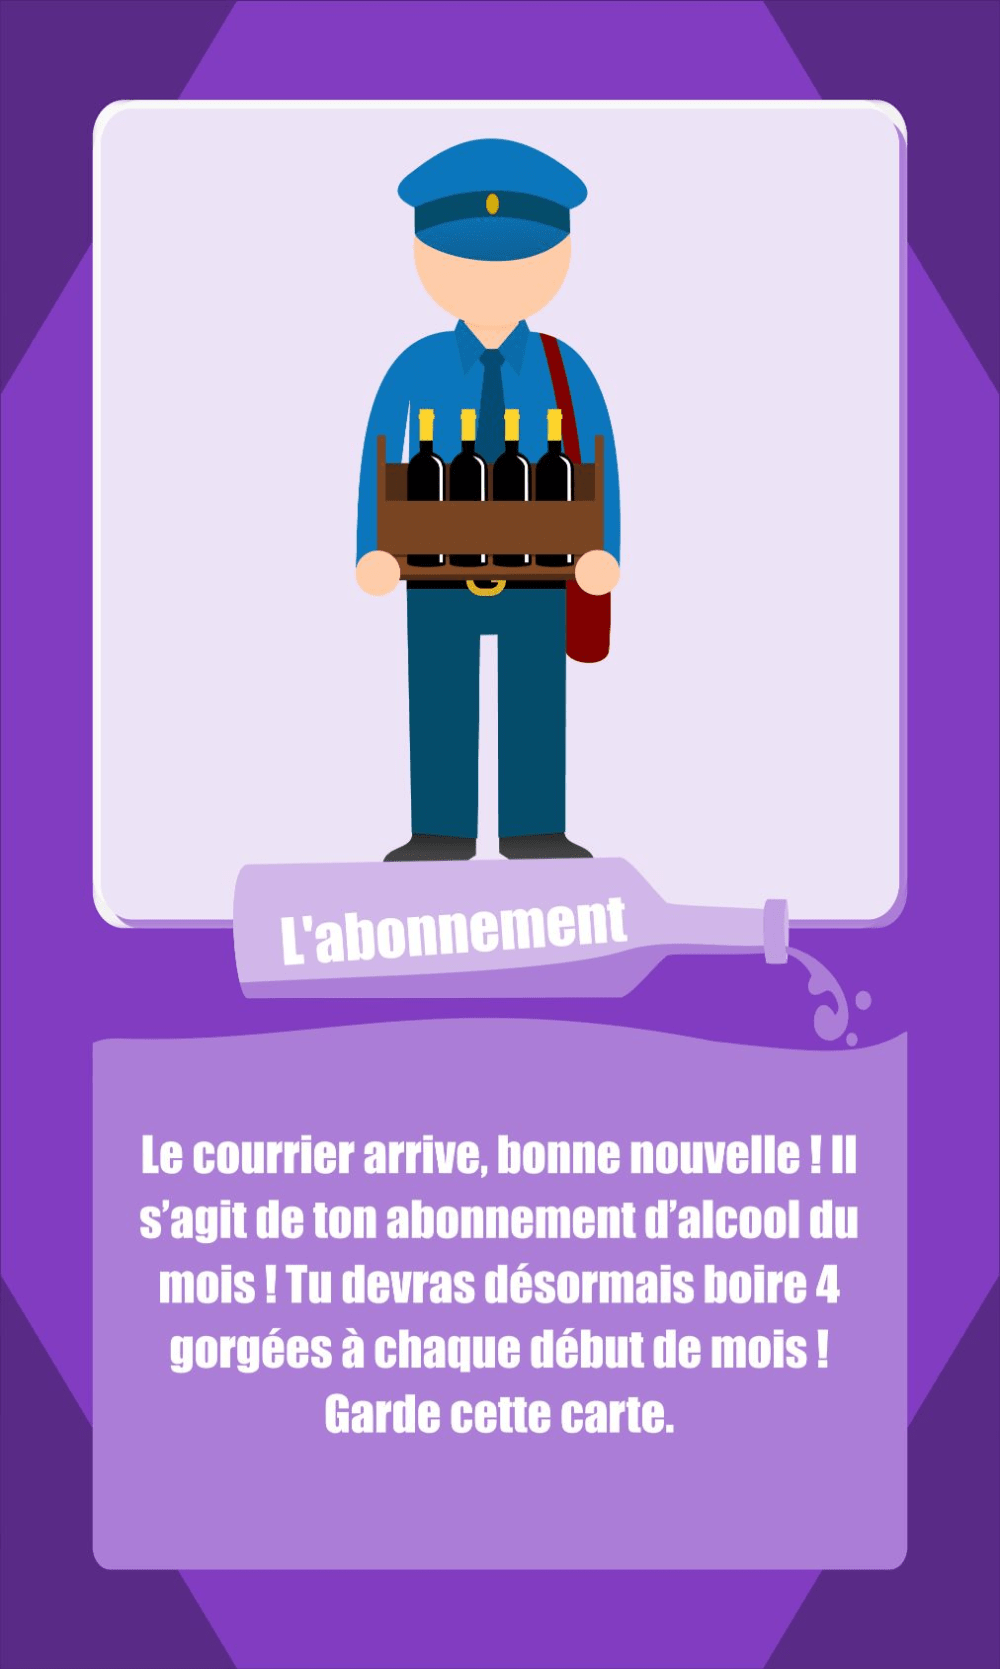 L'abonnement
Le courrier arrive, bonne nouvelle ! Il
s’agit de ton abonnement d’alcool du
mois ! Tu devras désormais boire 4
gorgées à chaque début de mois !
Garde cette carte.